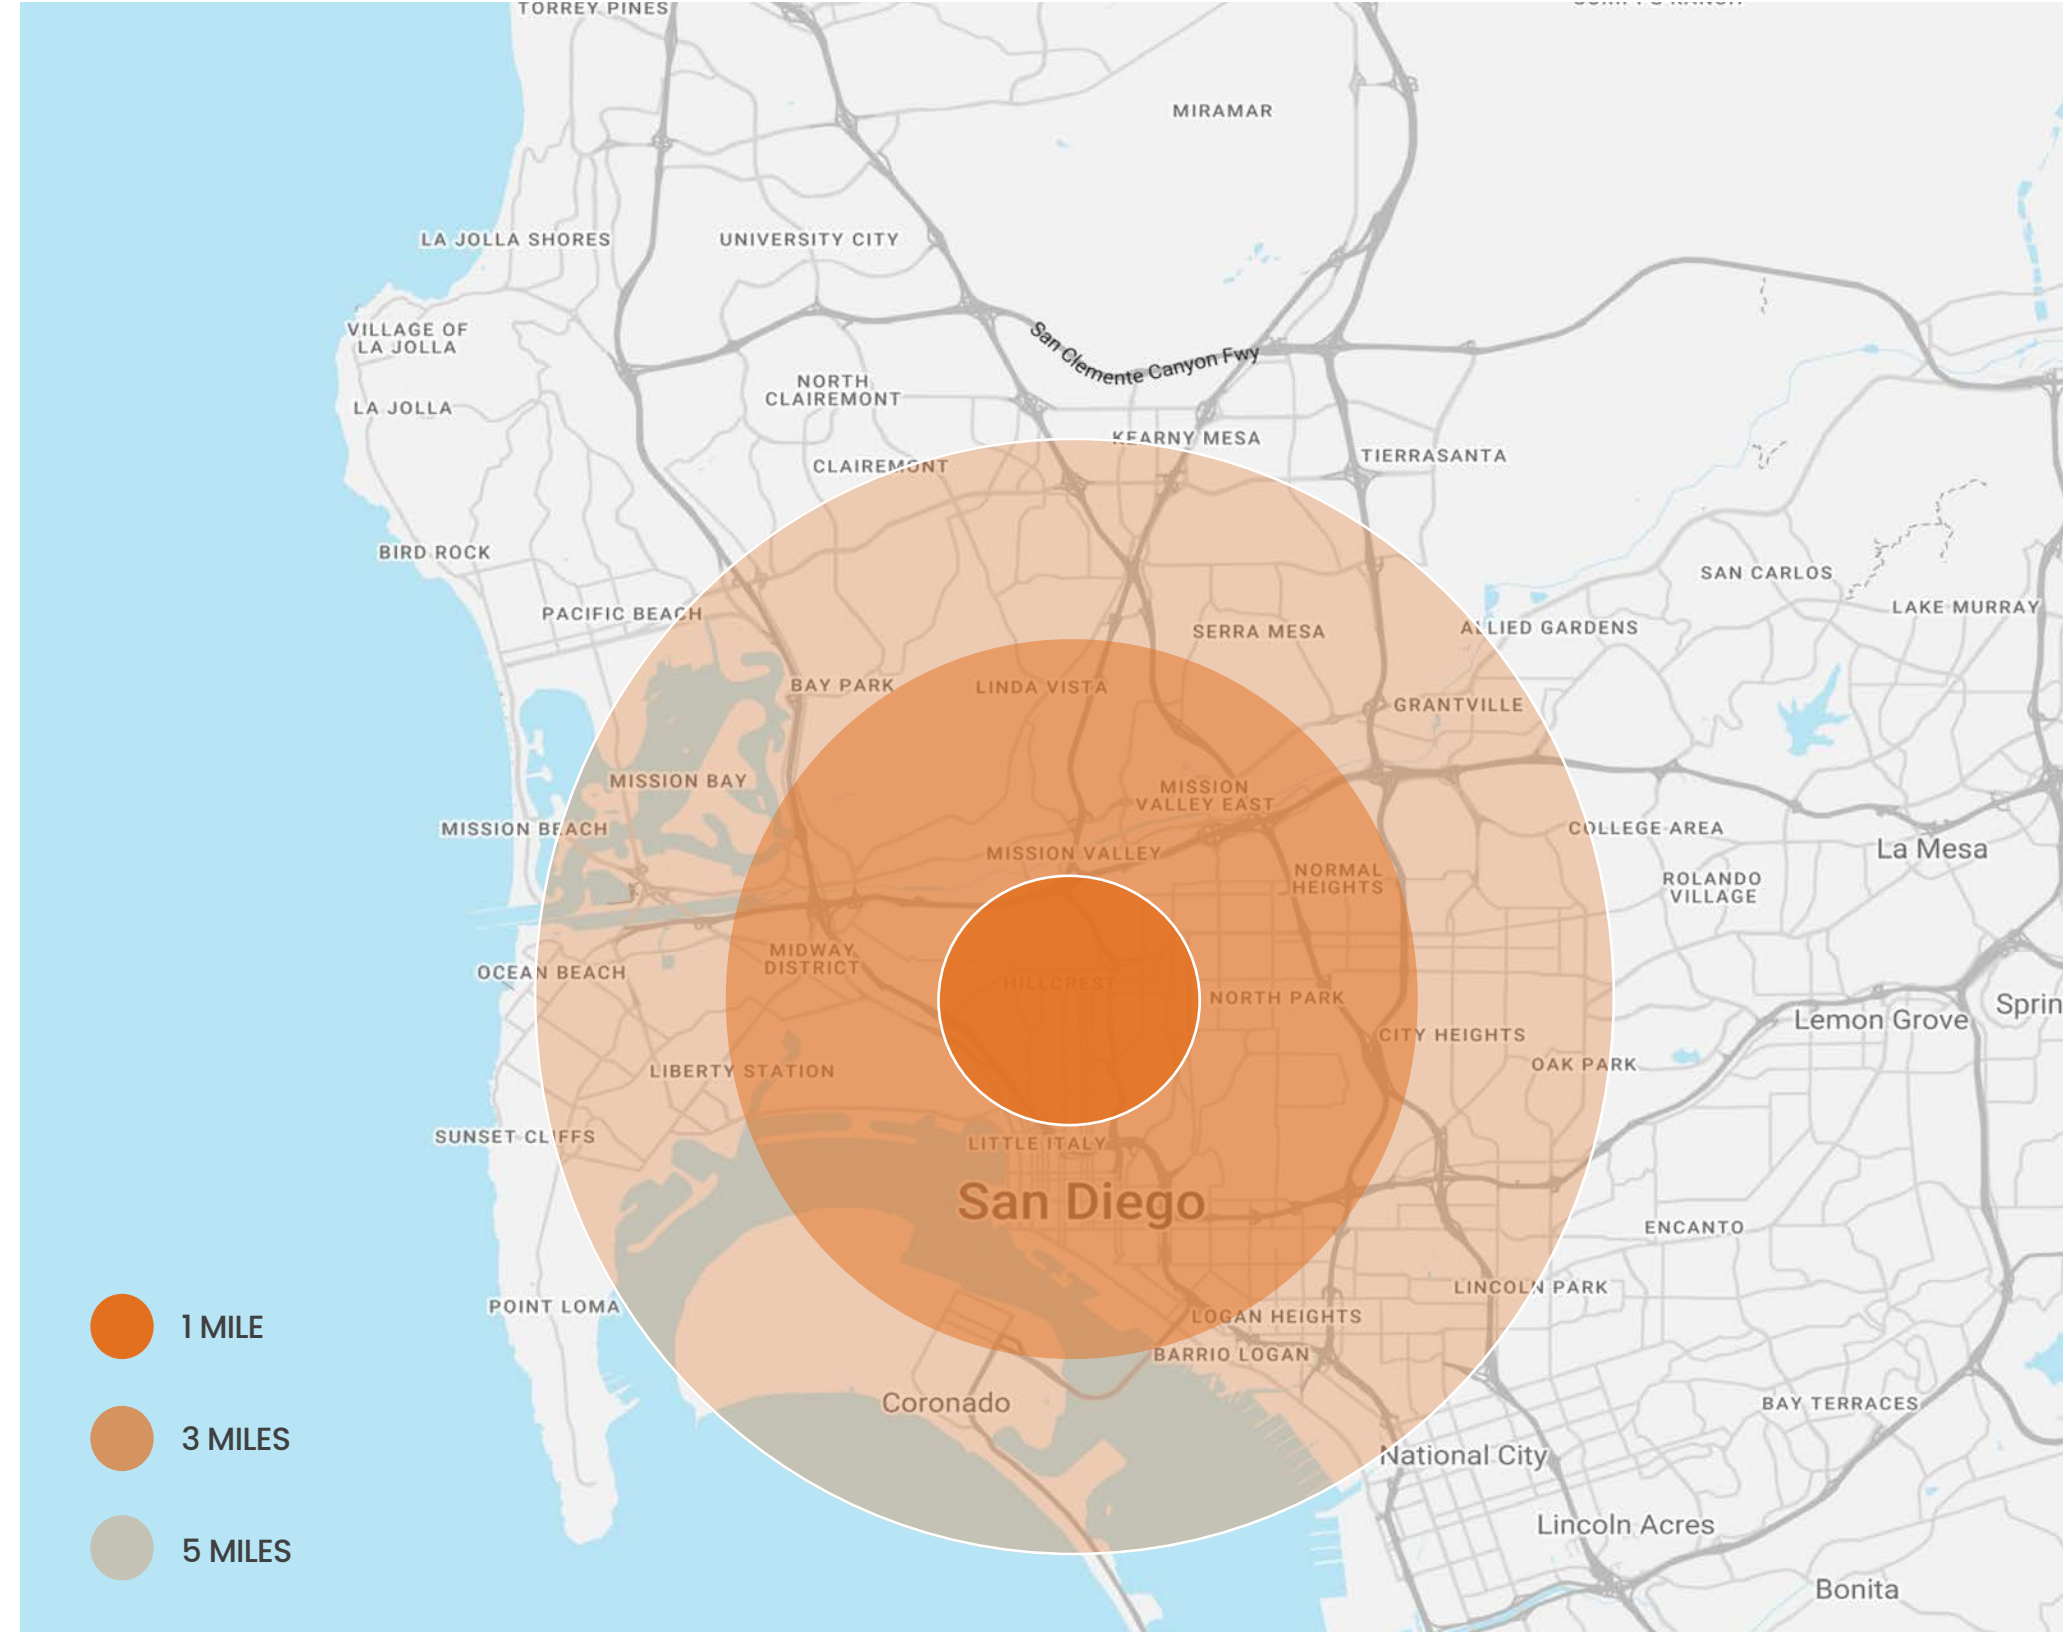 TORREY PINES
MIRAMAR
LA JOLLA SHORES
UNIVERSITY CITY
VILLAGE OF
LA JOLLA
San Clemente Canyon Fwy
NORTH
CLAIREMONT
LA JOLLA
KEARNY MESA
TIERRASANTA
CLAIREMONT
BIRD ROCK
SAN CARLOS
LAKE MURRAY
PACIFIC BEACH
SERRA MESA
ALLIED GARDENS
BAY PARK
LINDA VISTA
GRANTVILLE
MISSION BAY
MISSION
VALLEY EAST
MISSION BEACH
COLLEGE AREA
La Mesa
MISSION VALLEY
NORMAL
HEIGHTS
ROLANDO
VILLAGE
MIDWAY
DISTRICT
OCEAN BEACH
HILLCREST
NORTH PARK
Sprin
Lemon Grove
CITY HEIGHTS
OAK PARK
LIBERTY STATION
SUNSET CLIFFS
LITTLE ITALY
San Diego
ENCANTO
LINCOLN PARK
POINT LOMA
LOGAN HEIGHTS
1 MILE
BARRIO LOGAN
Coronado
BAY TERRACES
3 MILES
National City
Lincoln Acres
5 MILES
Bonita